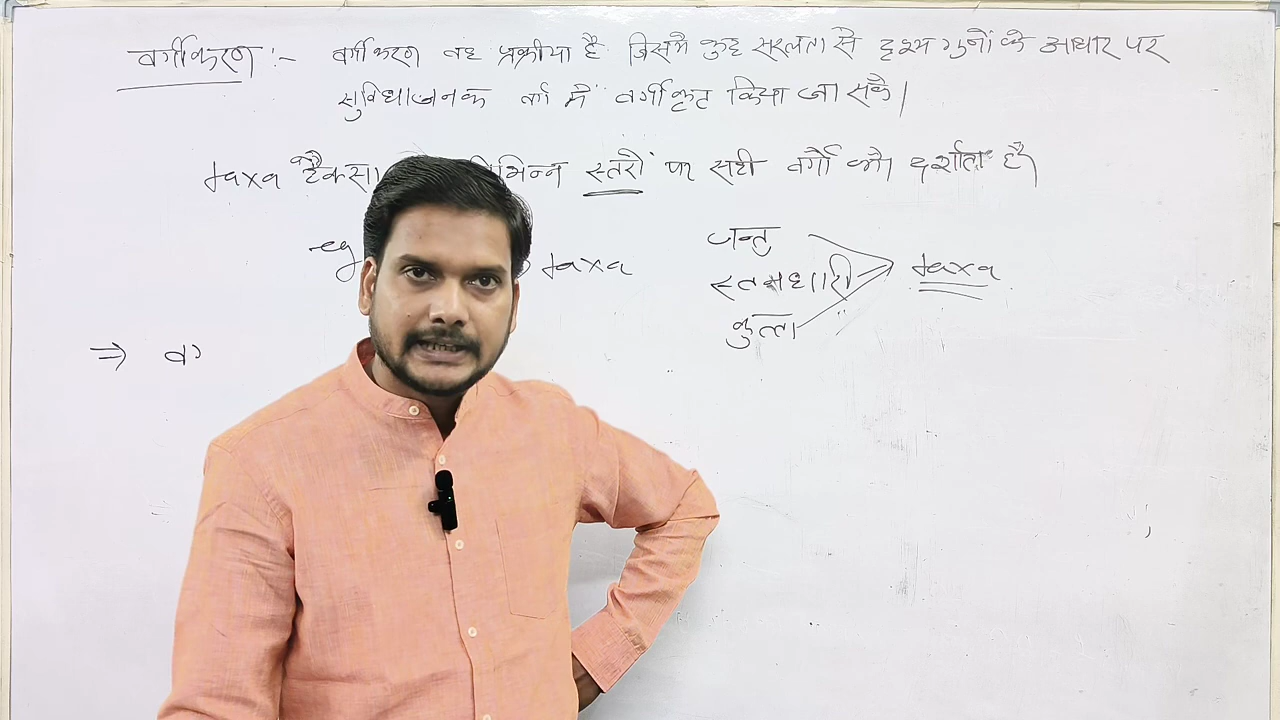 वर्गीकरण :- वर्गीकरण वह प्रक्रीया है जिसमें कुछ सरलता से दृश्य गुनों के आधार पर
सुविधाजनक वर्ग में वर्गीकृत किया जा सके।
taxa टैक्सा विभिन्न स्तरों पर सही वर्गों को दर्शाता है।
eg taxa
जन्तु
स्तनधारी taxa
कुत्ता
⇒ व